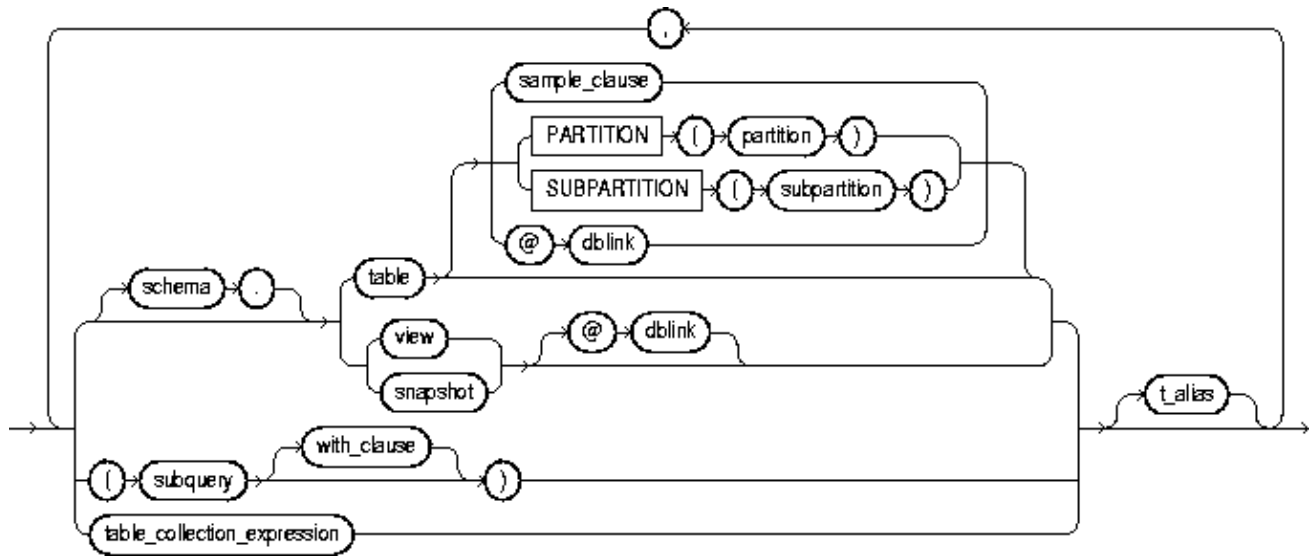 ,
sample_clause
PARTITION ( partition )
SUBPARTITION ( subpartition )
@ dblink
table
schema .
view @ dblink
snapshot
t_alias
with_clause
( subquery )
table_collection_expression